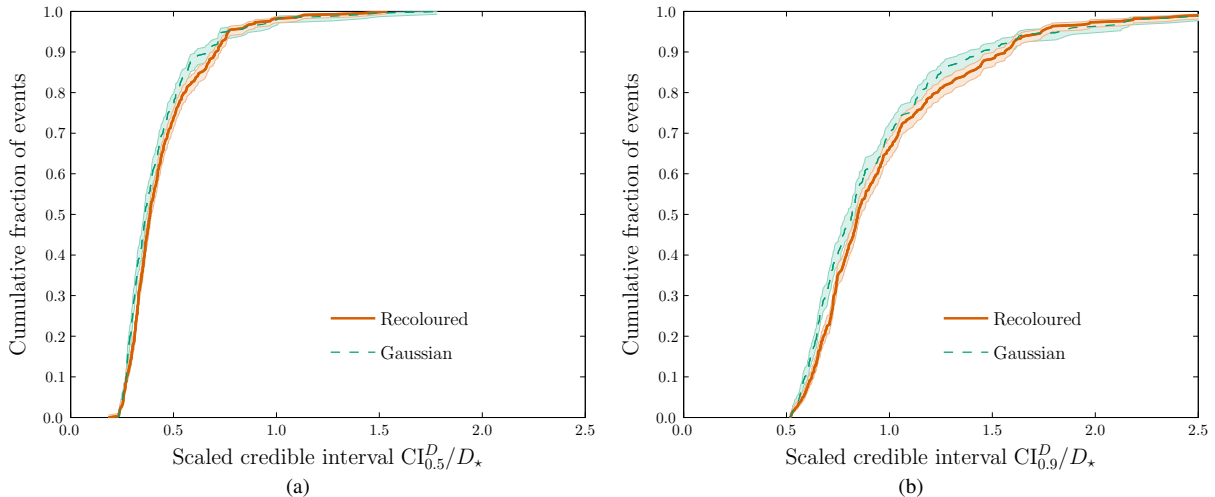 Cumulative fraction of events
1.0
0.9
0.8
0.7
0.6
0.5
0.4
0.3
0.2
0.1
0.0
Recoloured
Gaussian
0.0 0.5 1.0 1.5 2.0 2.5
Scaled credible interval CI^D_{0.5}/D_⋆
(a)
Cumulative fraction of events
1.0
0.9
0.8
0.7
0.6
0.5
0.4
0.3
0.2
0.1
0.0
Recoloured
Gaussian
0.0 0.5 1.0 1.5 2.0 2.5
Scaled credible interval CI^D_{0.9}/D_⋆
(b)